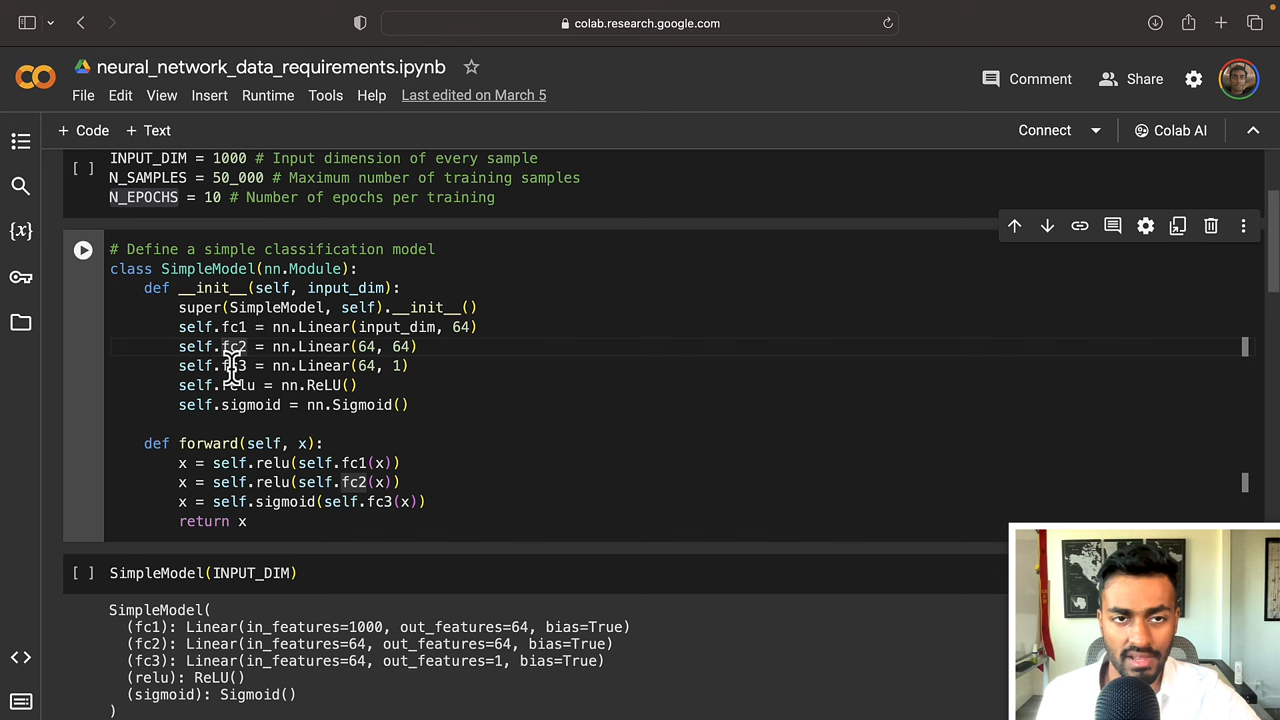 colab.research.google.com
neural_network_data_requirements.ipynb
Comment
Share
File Edit View Insert Runtime Tools Help Last edited on March 5
+ Code + Text
Connect
Colab AI
[ ] INPUT_DIM = 1000 # Input dimension of every sample
N_SAMPLES = 50_000 # Maximum number of training samples
N_EPOCHS = 10 # Number of epochs per training
# Define a simple classification model
class SimpleModel(nn.Module):
def __init__(self, input_dim):
super(SimpleModel, self).__init__()
self.fc1 = nn.Linear(input_dim, 64)
self.fc2 = nn.Linear(64, 64)
self.fc3 = nn.Linear(64, 1)
self.relu = nn.ReLU()
self.sigmoid = nn.Sigmoid()
def forward(self, x):
x = self.relu(self.fc1(x))
x = self.relu(self.fc2(x))
x = self.sigmoid(self.fc3(x))
return x
[ ] SimpleModel(INPUT_DIM)
SimpleModel(
(fc1): Linear(in_features=1000, out_features=64, bias=True)
(fc2): Linear(in_features=64, out_features=64, bias=True)
(fc3): Linear(in_features=64, out_features=1, bias=True)
(relu): ReLU()
(sigmoid): Sigmoid()
)